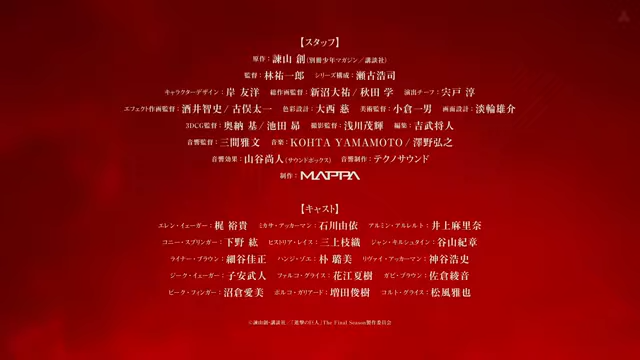 【スタッフ】
原作：諫山 創(別冊少年マガジン/講談社)
監督：林祐一郎 シリーズ構成：瀬古浩司
キャラクターデザイン：岸 友洋 総作画監督：新沼大祐/秋田 学 演出チーフ：宍戸 淳
エフェクト作画監督：酒井智史/古俣太一 色彩設計：大西 慈 美術監督：小倉一男 画面設計：淡輪雄介
3DCG監督：奥納 基/池田 昴 撮影監督：浅川茂輝 編集：吉武将人
音響監督：三間雅文 音楽：KOHTA YAMAMOTO/澤野弘之
音響効果：山谷尚人(サウンドボックス) 音響制作：テクノサウンド
制作：MAPPA
【キャスト】
エレン・イェーガー：梶 裕貴 ミカサ・アッカーマン：石川由依 アルミン・アルレルト：井上麻里奈
コニー・スプリンガー：下野 紘 ヒストリア・レイス：三上枝織 ジャン・キルシュタイン：谷山紀章
ライナー・ブラウン：細谷佳正 ハンジ・ゾエ：朴 璐美 リヴァイ・アッカーマン：神谷浩史
ジーク・イェーガー：子安武人 ファルコ・グライス：花江夏樹 ガビ・ブラウン：佐倉綾音
ピーク・フィンガー：沼倉愛美 ポルコ・ガリアード：増田俊樹 コルト・グライス：松風雅也
©諫山創・講談社/「進撃の巨人」The Final Season製作委員会